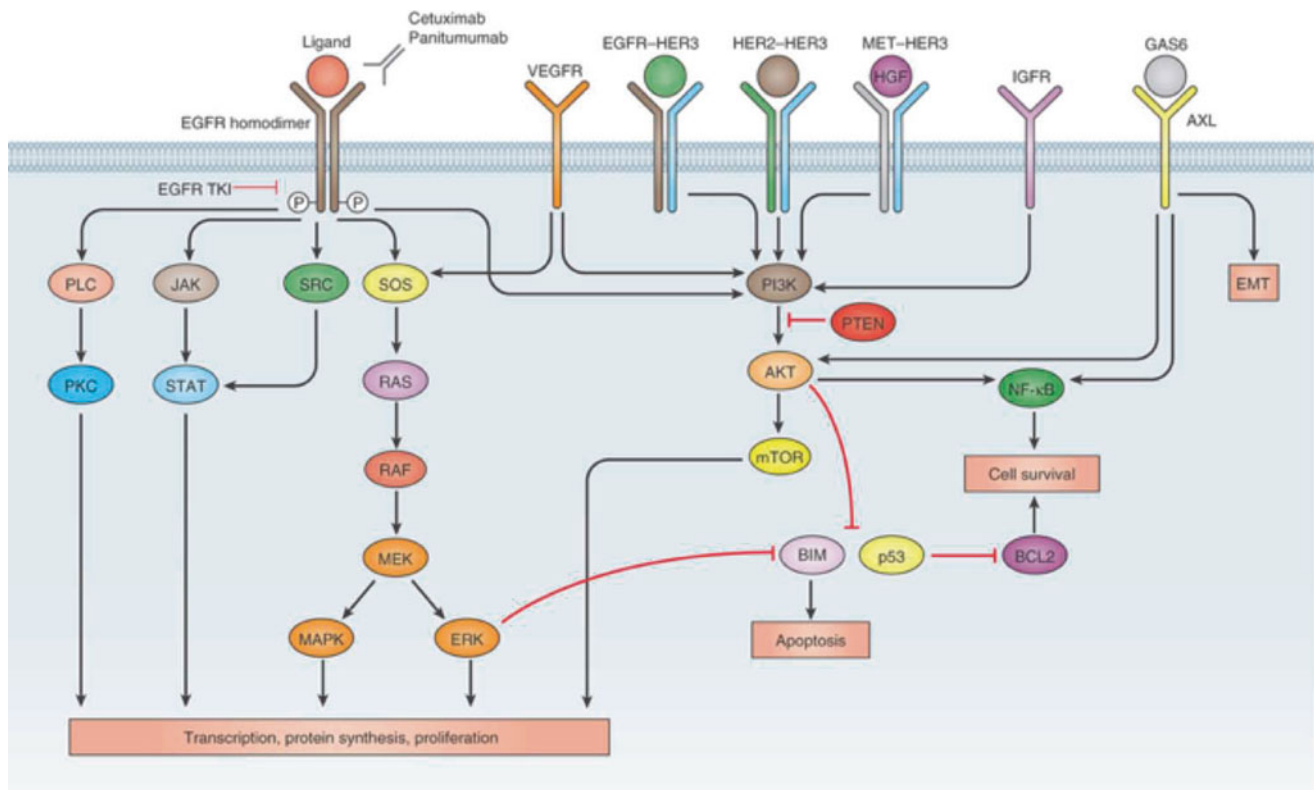 Cetuximab
Panitumumab
Ligand
EGFR–HER3
HER2–HER3
MET–HER3
GAS6
VEGFR
HGF
IGFR
EGFR homodimer
AXL
EGFR TKI
P
P
PLC
JAK
SRC
SOS
PI3K
EMT
PTEN
PKC
STAT
RAS
AKT
NF-κB
RAF
mTOR
Cell survival
MEK
BIM
p53
BCL2
MAPK
ERK
Apoptosis
Transcription, protein synthesis, proliferation